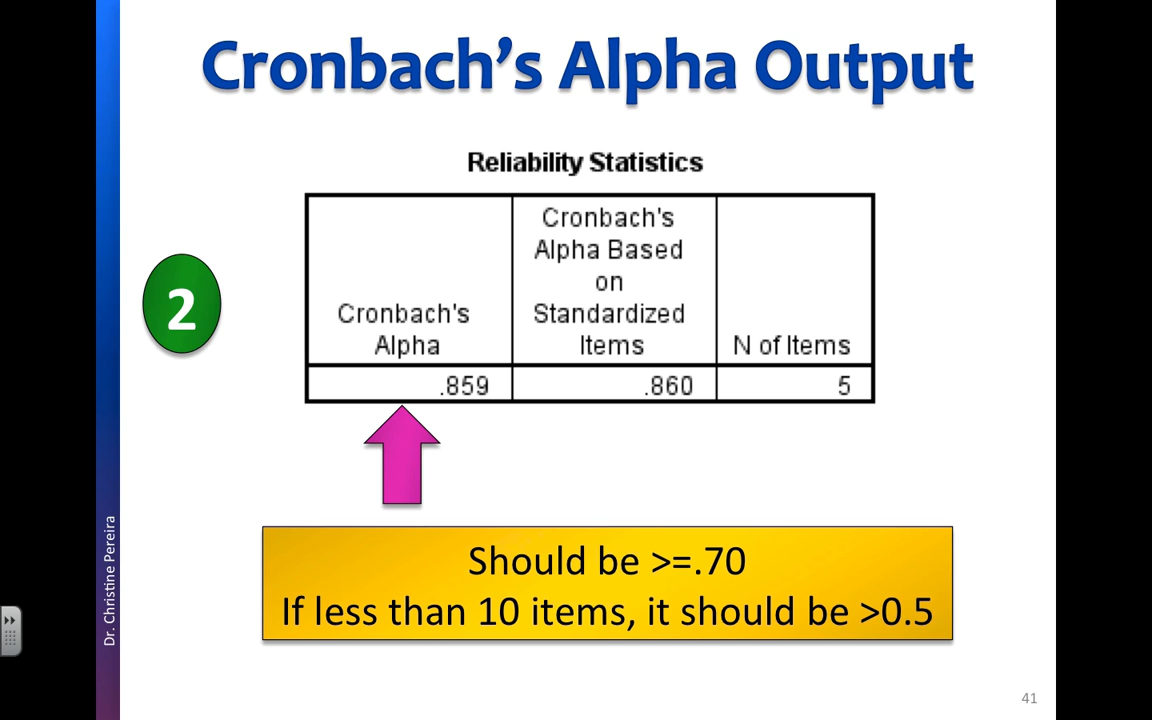 Cronbach's Alpha Output
Reliability Statistics
Cronbach's
Alpha
Cronbach's
Alpha Based
on
Standardized
Items
N of Items
.859
.860
5
2
Should be >=.70
If less than 10 items, it should be >0.5
Dr. Christine Pereira
41